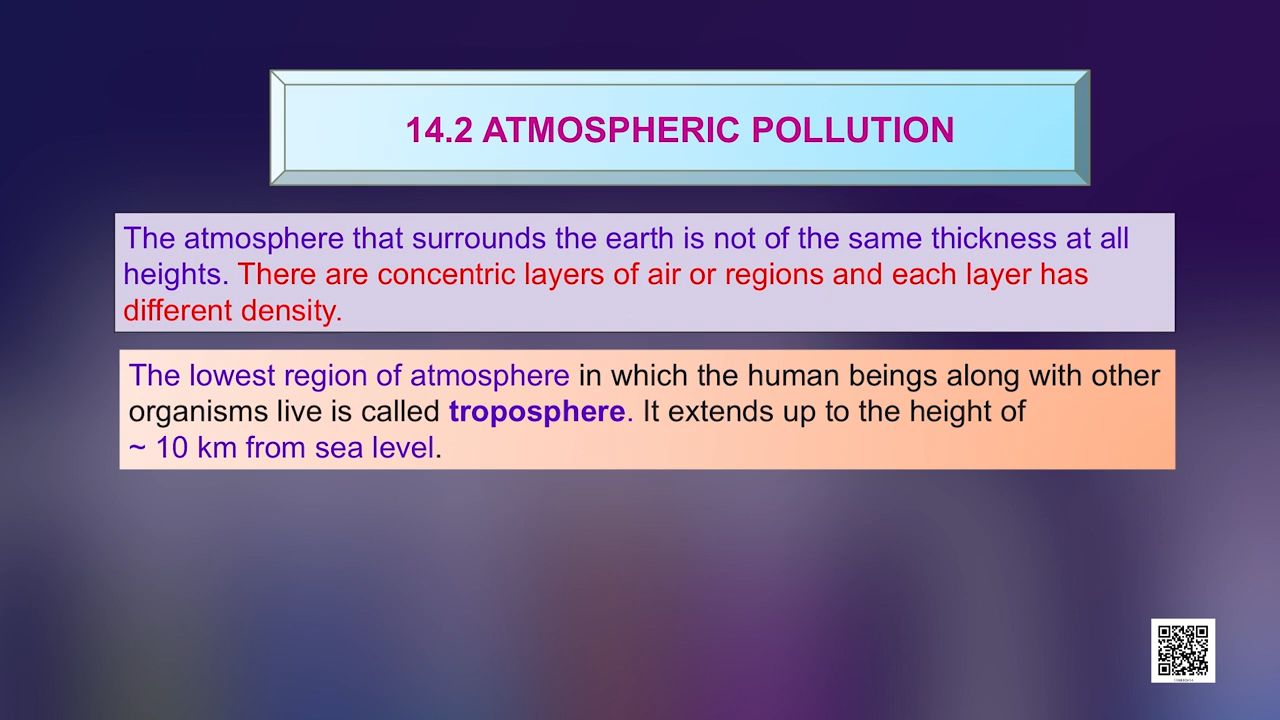 14.2 ATMOSPHERIC POLLUTION
The atmosphere that surrounds the earth is not of the same thickness at all
heights. There are concentric layers of air or regions and each layer has
different density.
The lowest region of atmosphere in which the human beings along with other
organisms live is called troposphere. It extends up to the height of
~ 10 km from sea level.